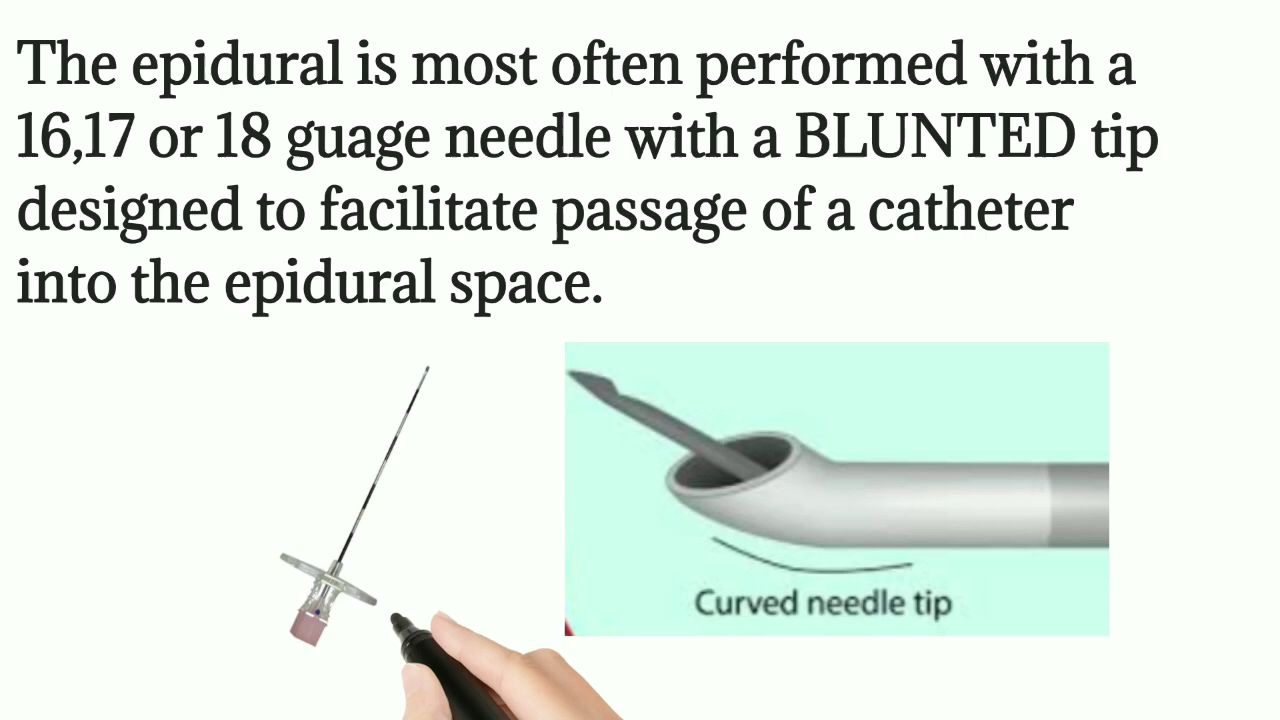 The epidural is most often performed with a
16,17 or 18 guage needle with a BLUNTED tip
designed to facilitate passage of a catheter
into the epidural space.
Curved needle tip